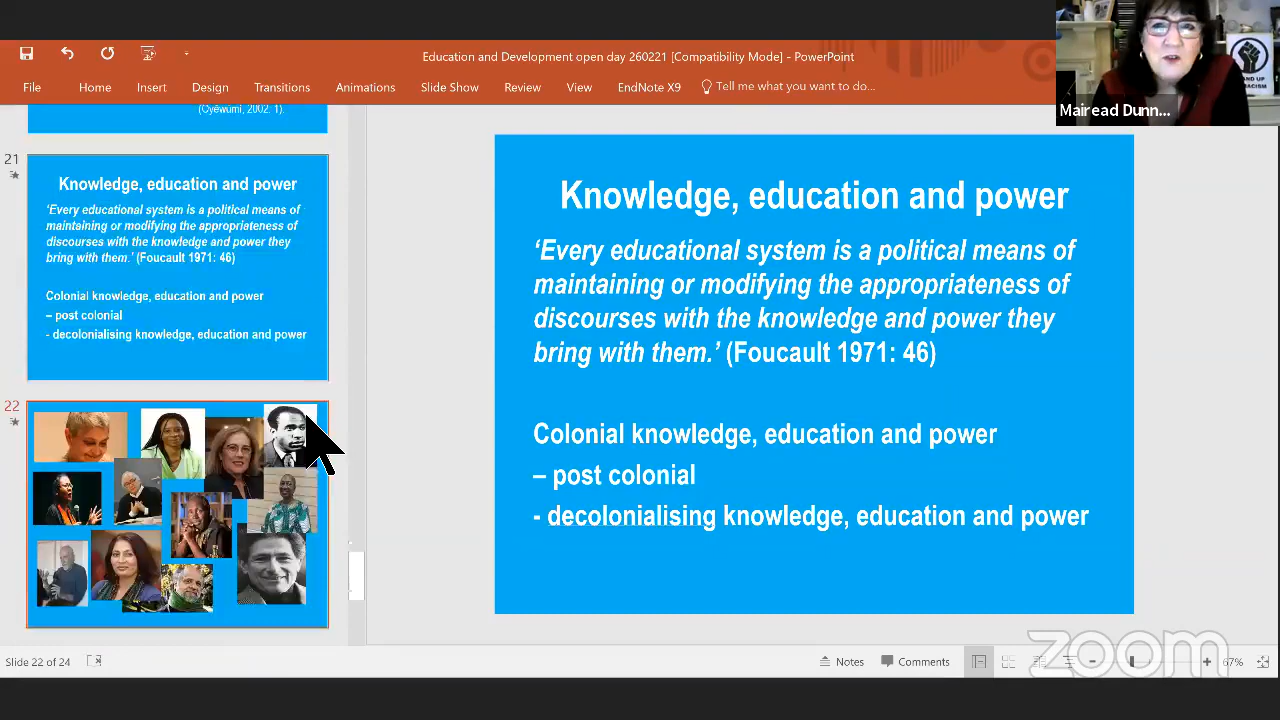 Education and Development open day 260221 [Compatibility Mode] - PowerPoint
File Home Insert Design Transitions Animations Slide Show Review View EndNote X9 Tell me what you want to do...
Mairead Dunn...
(Oyěwùmí, 2002: 1).
21
Knowledge, education and power
‘Every educational system is a political means of
maintaining or modifying the appropriateness of
discourses with the knowledge and power they
bring with them.’ (Foucault 1971: 46)
Colonial knowledge, education and power
– post colonial
- decolonialising knowledge, education and power
22
Knowledge, education and power
‘Every educational system is a political means of
maintaining or modifying the appropriateness of
discourses with the knowledge and power they
bring with them.’ (Foucault 1971: 46)
Colonial knowledge, education and power
– post colonial
- decolonialising knowledge, education and power
zoom
Slide 22 of 24 Notes Comments 67%